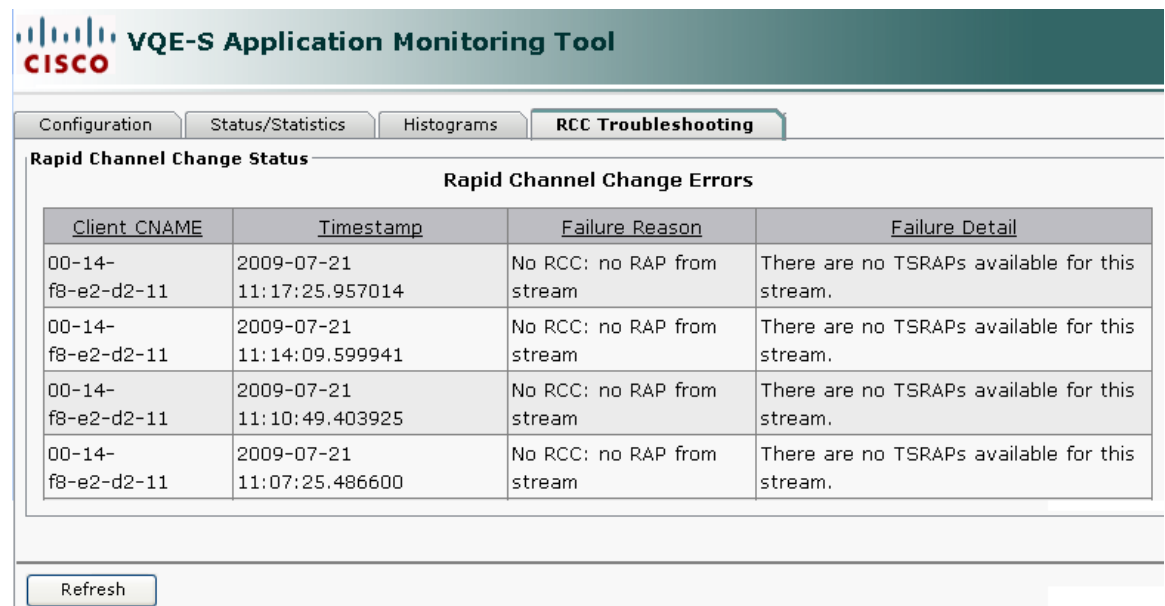 CISCO
VQE-S Application Monitoring Tool
Configuration
Status/Statistics
Histograms
RCC Troubleshooting
Rapid Channel Change Status
Rapid Channel Change Errors
Client CNAME
Timestamp
Failure Reason
Failure Detail
00-14-
f8-e2-d2-11
2009-07-21
11:17:25.957014
No RCC: no RAP from
stream
There are no TSRAPs available for this
stream.
00-14-
f8-e2-d2-11
2009-07-21
11:14:09.599941
No RCC: no RAP from
stream
There are no TSRAPs available for this
stream.
00-14-
f8-e2-d2-11
2009-07-21
11:10:49.403925
No RCC: no RAP from
stream
There are no TSRAPs available for this
stream.
00-14-
f8-e2-d2-11
2009-07-21
11:07:25.486600
No RCC: no RAP from
stream
There are no TSRAPs available for this
stream.
Refresh